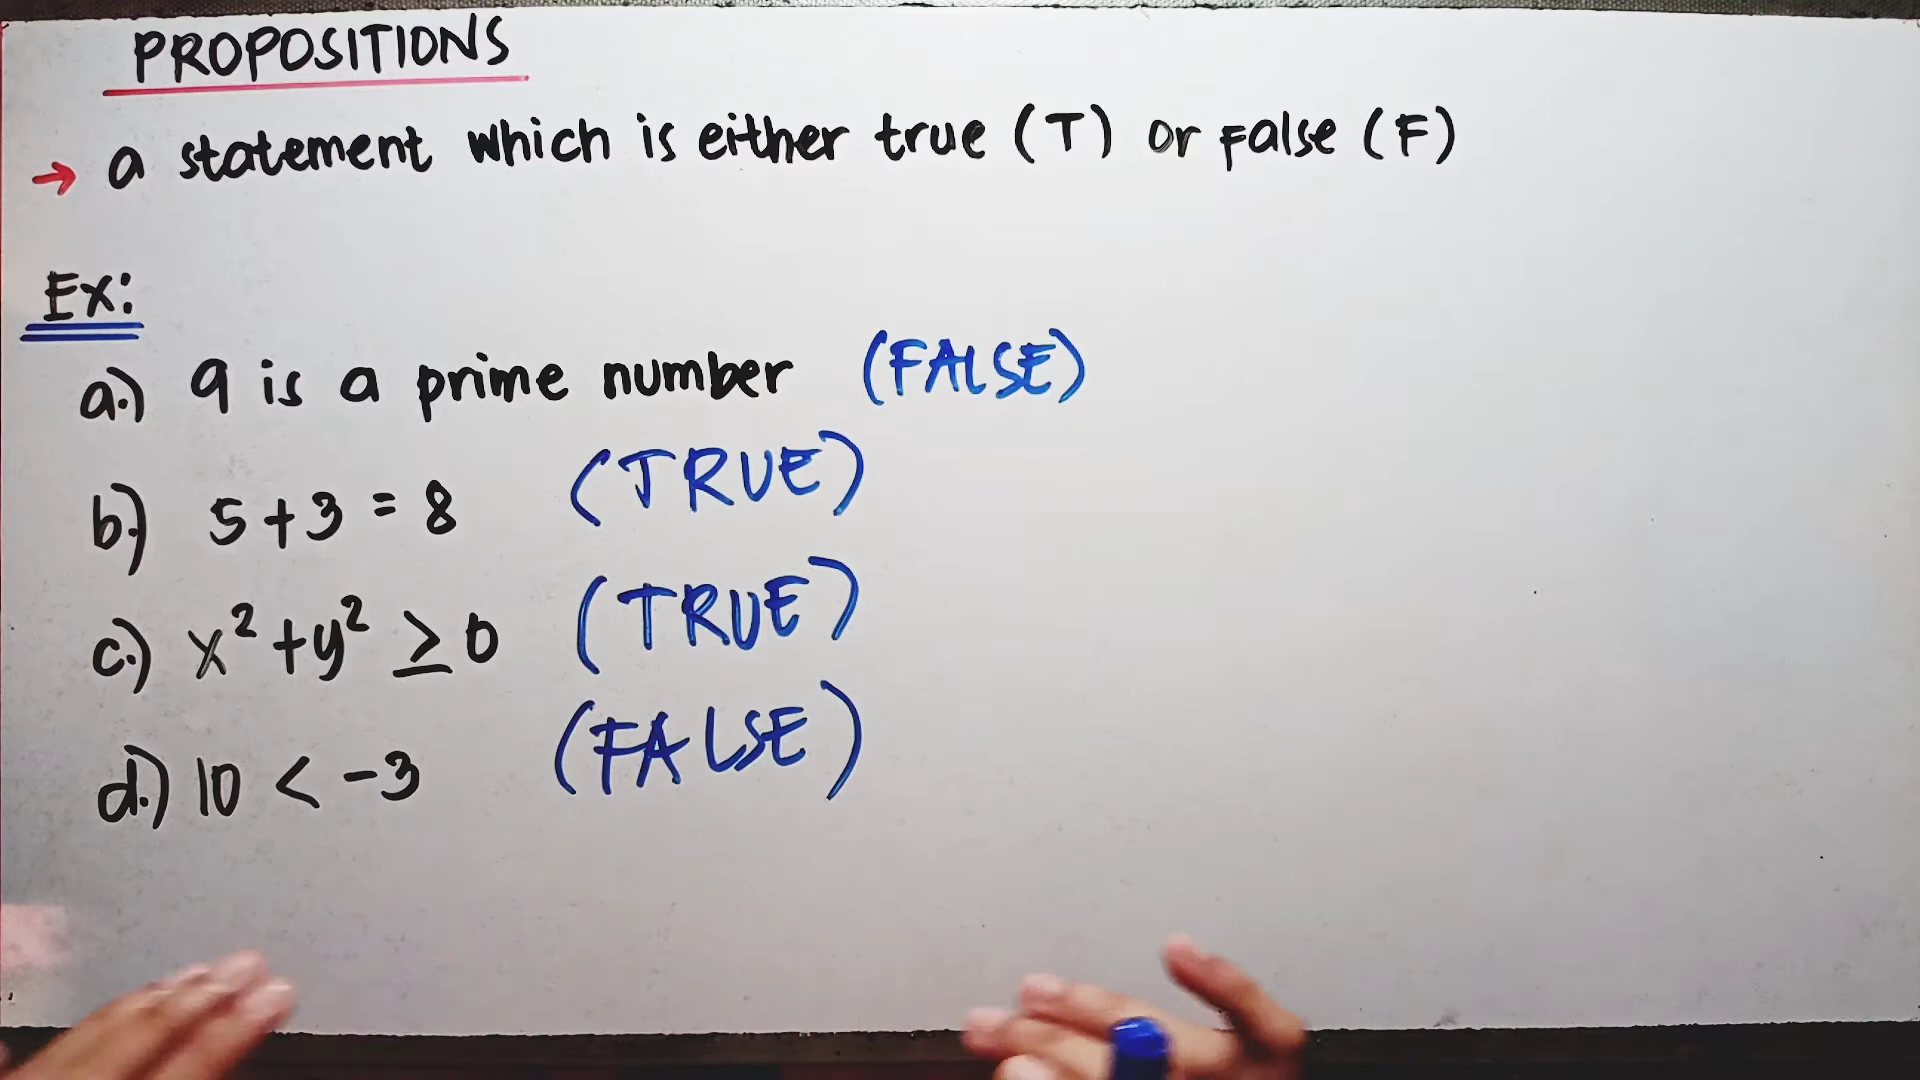 PROPOSITIONS
→ a statement which is either true (T) or False (F)
Ex:
a.) 9 is a prime number (FALSE)
b.) 5+3 = 8 (TRUE)
c.) x² + y² ≥ 0 (TRUE)
d.) 10 < -3 (FALSE)